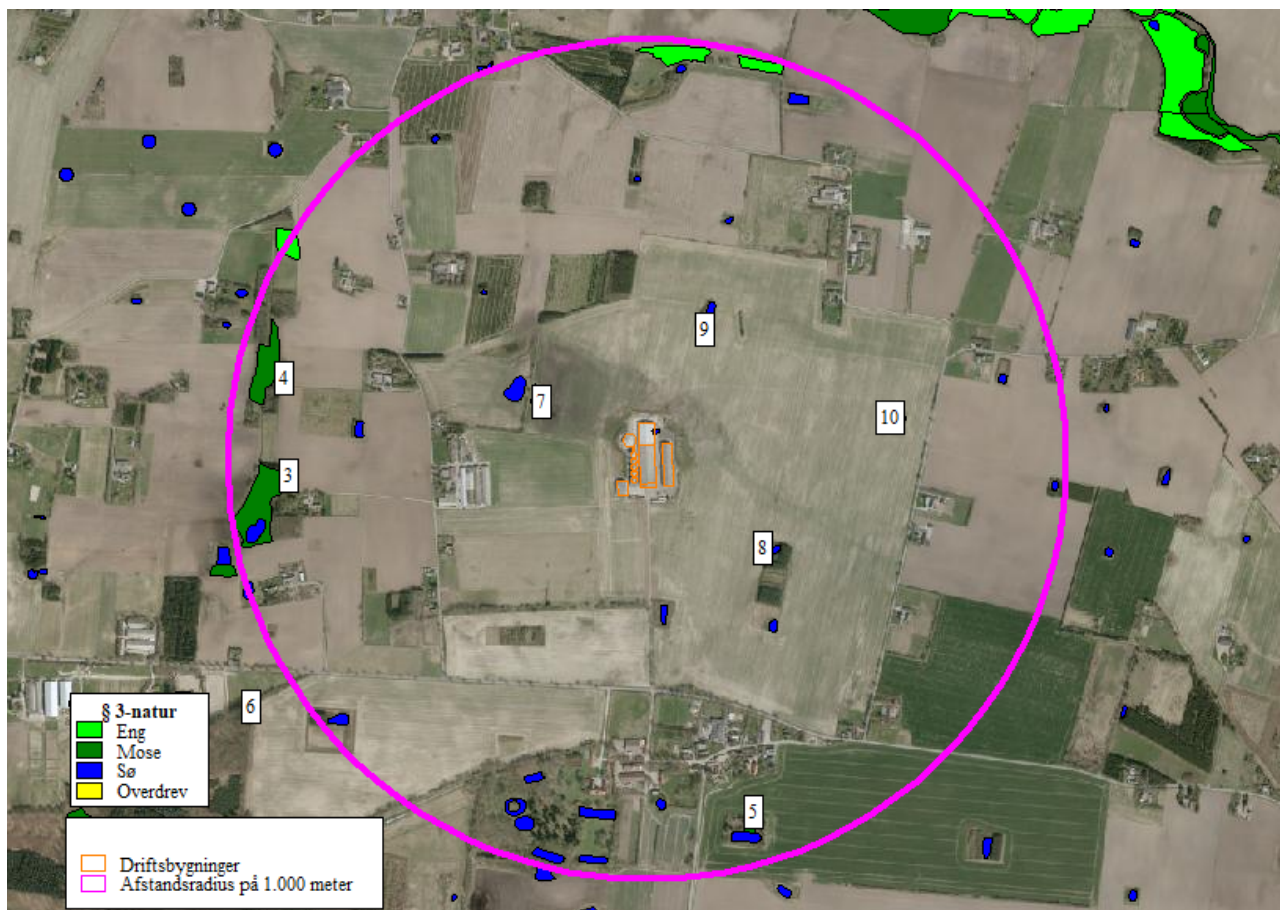 9
4
7
10
3
8
6
5
§ 3-natur
Eng
Mose
Sø
Overdrev
Driftsbygninger
Afstandsradius på 1.000 meter